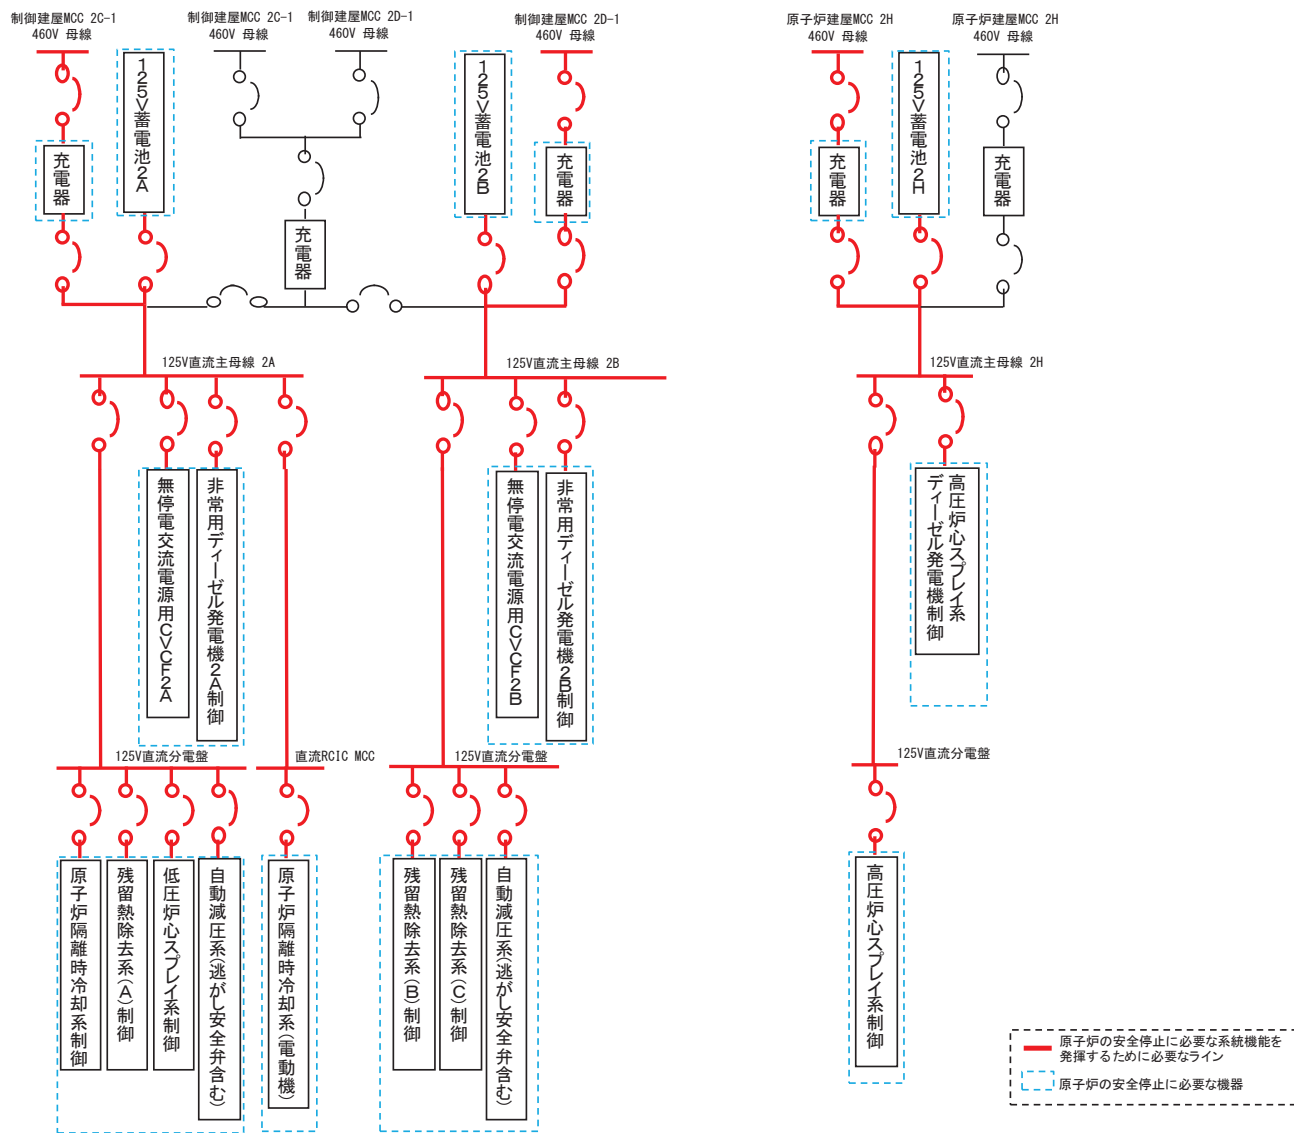 制御建屋MCC 2C-1
460V 母線
制御建屋MCC 2C-1
460V 母線
制御建屋MCC 2D-1
460V 母線
制御建屋MCC 2D-1
460V 母線
原子炉建屋MCC 2H
460V 母線
原子炉建屋MCC 2H
460V 母線
充電器
125V蓄電池2A
充電器
125V蓄電池2B
充電器
充電器
125V蓄電池2H
充電器
125V直流主母線 2A
125V直流主母線 2B
125V直流主母線 2H
無停電交流電源用CVCF2A
非常用ディーゼル発電機2A制御
無停電交流電源用CVCF2B
非常用ディーゼル発電機2B制御
高圧炉心スプレイ系
ディーゼル発電機制御
125V直流分電盤
直流RCIC MCC
125V直流分電盤
125V直流分電盤
原子炉隔離時冷却系制御
残留熱除去系(A)制御
低圧炉心スプレイ系制御
自動減圧系(逃がし安全弁含む)
原子炉隔離時冷却系(電動機)
残留熱除去系(B)制御
残留熱除去系(C)制御
自動減圧系(逃がし安全弁含む)
高圧炉心スプレイ系制御
原子炉の安全停止に必要な系統機能を
発揮するために必要なライン
原子炉の安全停止に必要な機器